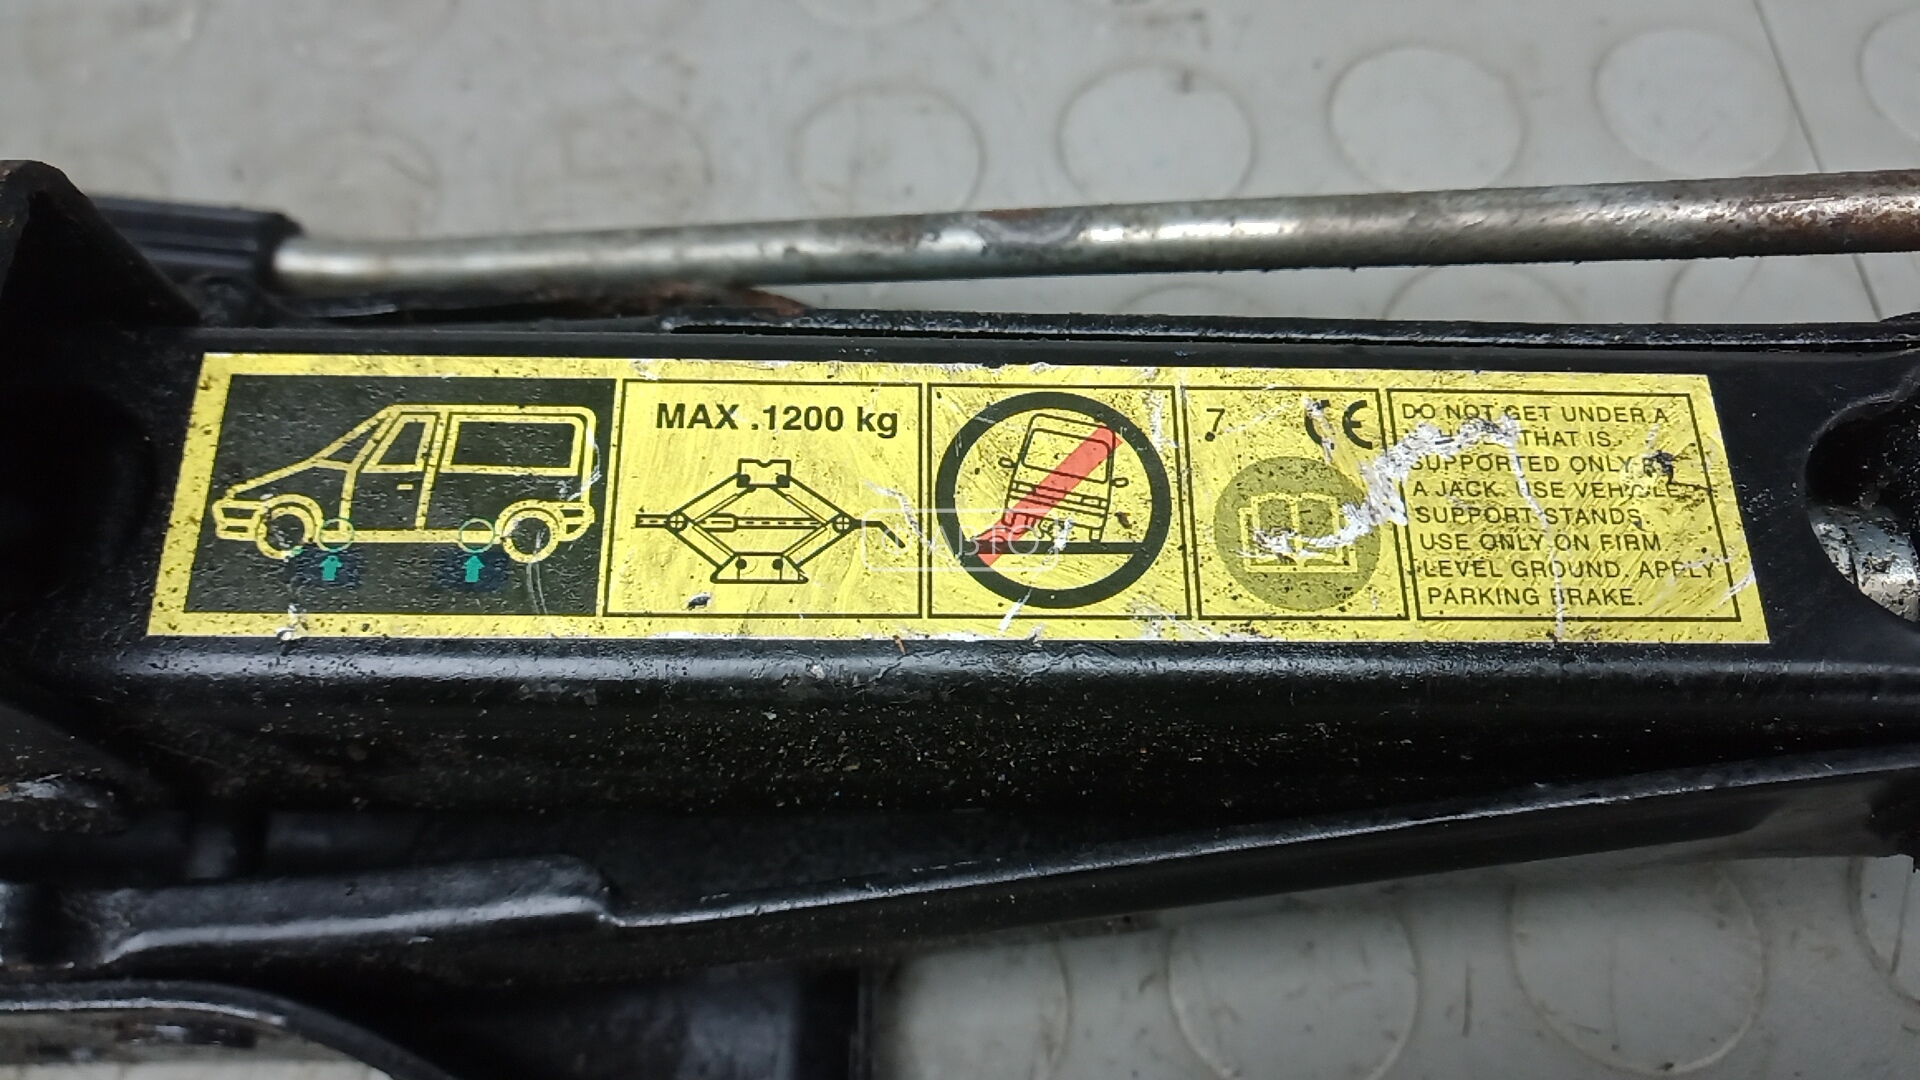 MAX .1200 kg
7.
CE
DO NOT GET UNDER A
THAT IS
SUPPORTED ONLY
A JACK. USE VEHICLE
SUPPORT STANDS.
USE ONLY ON FIRM
LEVEL GROUND. APPLY
PARKING BRAKE.